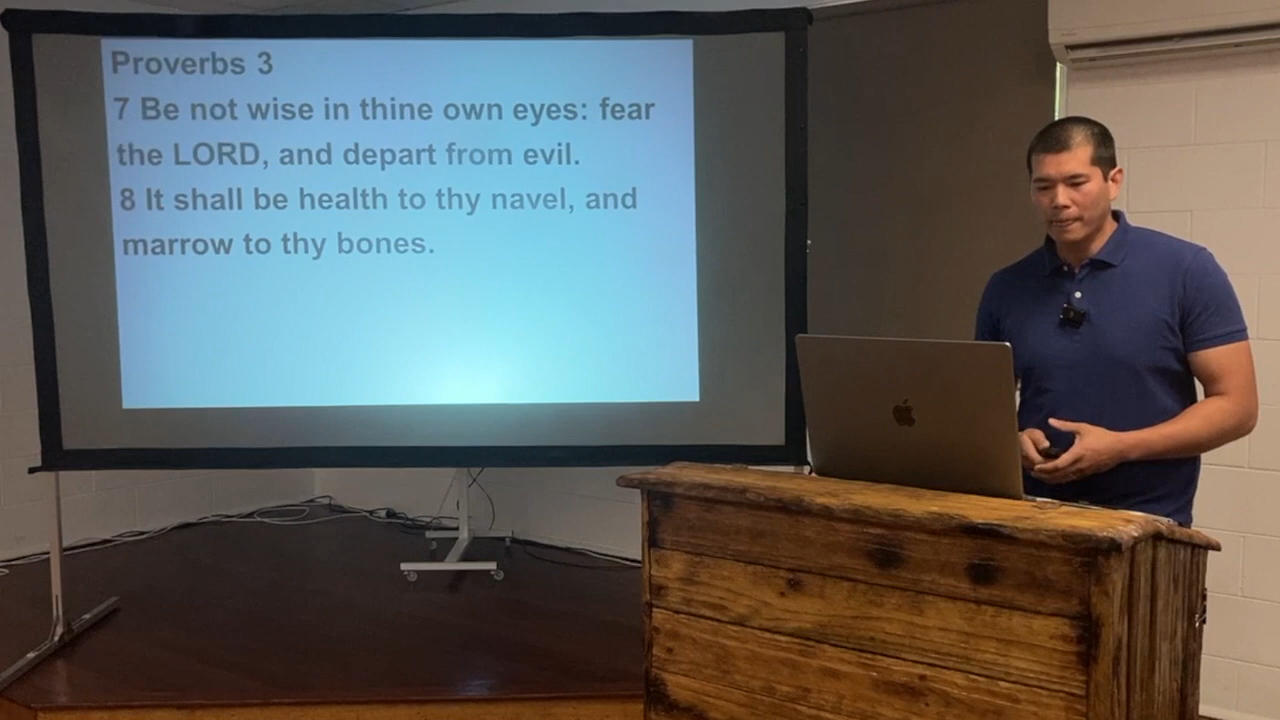 Proverbs 3
7 Be not wise in thine own eyes: fear
the LORD, and depart from evil.
8 It shall be health to thy navel, and
marrow to thy bones.